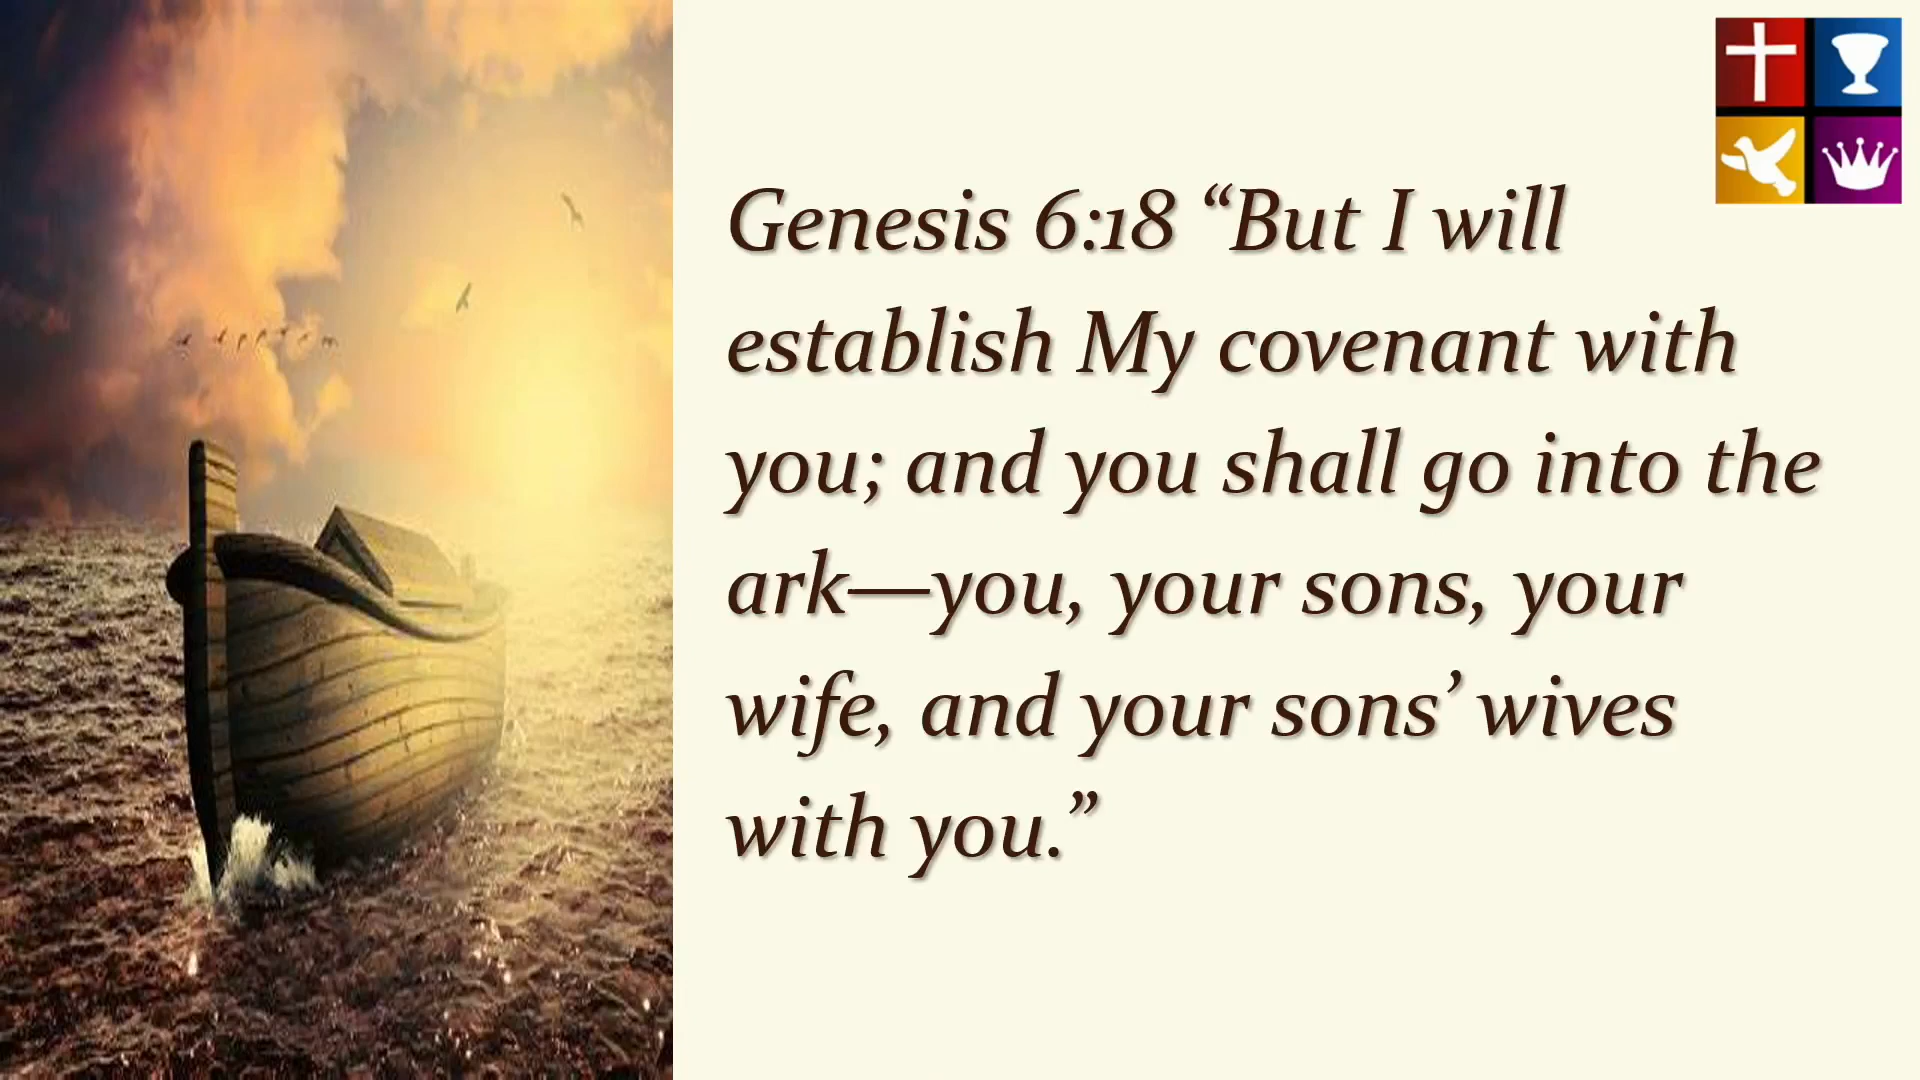 Genesis 6:18 “But I will
establish My covenant with
you; and you shall go into the
ark—you, your sons, your
wife, and your sons’ wives
with you.”